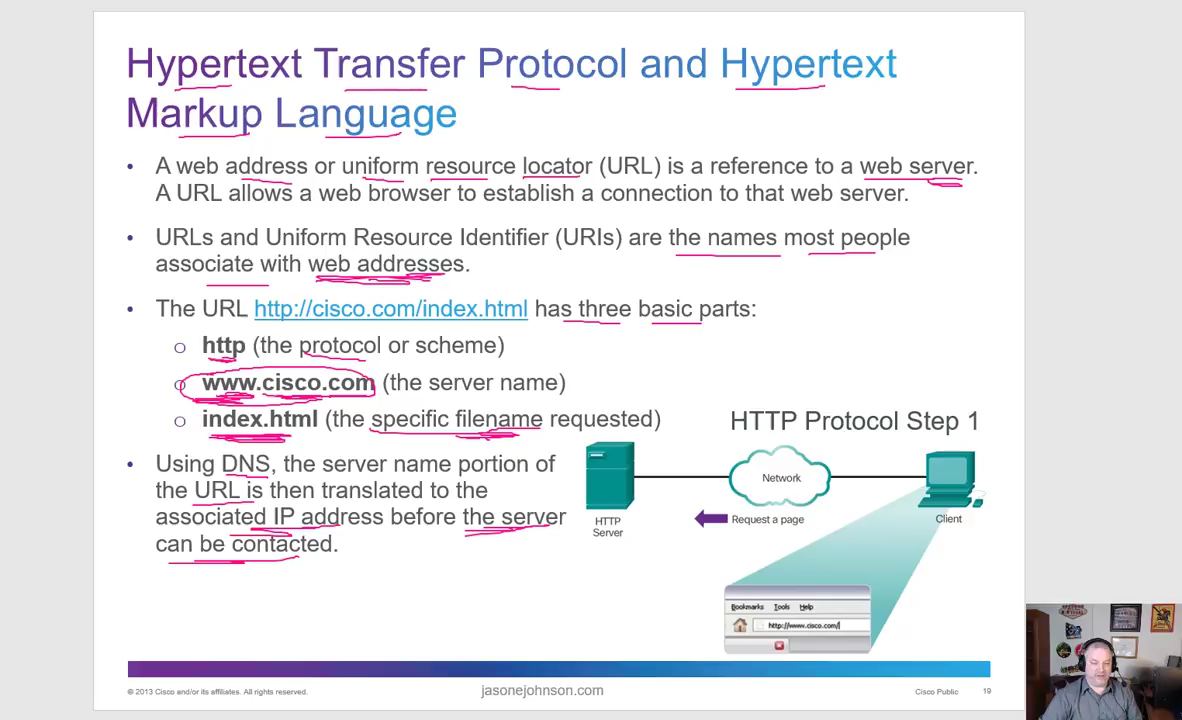 Hypertext Transfer Protocol and Hypertext
Markup Language
• A web address or uniform resource locator (URL) is a reference to a web server.
A URL allows a web browser to establish a connection to that web server.
• URLs and Uniform Resource Identifier (URIs) are the names most people
associate with web addresses.
• The URL http://cisco.com/index.html has three basic parts:
o http (the protocol or scheme)
o www.cisco.com (the server name)
o index.html (the specific filename requested)
HTTP Protocol Step 1
• Using DNS, the server name portion of
the URL is then translated to the
associated IP address before the server
can be contacted.
Network
HTTP
Server
Request a page
Client
Bookmarks Tools Help
http://www.cisco.com/
© 2013 Cisco and/or its affiliates. All rights reserved.
jasonejohnson.com
Cisco Public
19